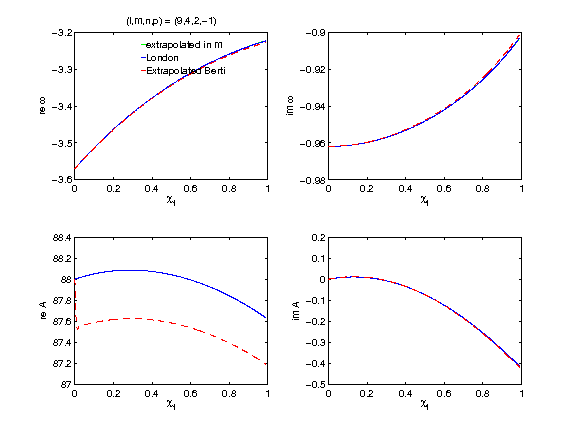 (l,m,n,p) = (9,4,2,−1)
−3.2
−3.3
−3.4
−3.5
−3.6
re ω
extrapolated in M
London
Extrapolated Berti
0 0.2 0.4 0.6 0.8 1
χf
−0.9
−0.92
−0.94
−0.96
−0.98
iM ω
0 0.2 0.4 0.6 0.8 1
χf
88.4
88.2
88
87.8
87.6
87.4
87.2
87
re A
0 0.2 0.4 0.6 0.8 1
χf
0.2
0.1
0
−0.1
−0.2
−0.3
−0.4
−0.5
iM A
0 0.2 0.4 0.6 0.8 1
χf